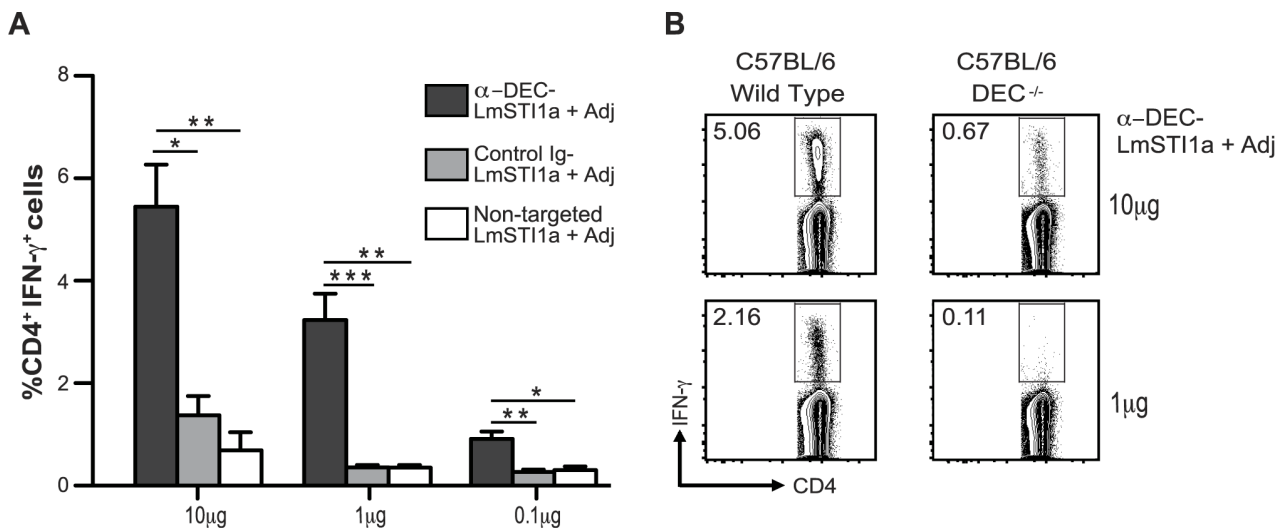 A
8
6
4
2
0
%CD4⁺ IFN-γ⁺ cells
**
*
**
***
*
**
10μg
1μg
0.1μg
α–DEC-
LmSTI1a + Adj
Control Ig-
LmSTI1a + Adj
Non-targeted
LmSTI1a + Adj
B
C57BL/6
Wild Type
C57BL/6
DEC⁻/⁻
5.06
0.67
α–DEC-
LmSTI1a + Adj
10μg
2.16
0.11
1μg
IFN-γ
CD4